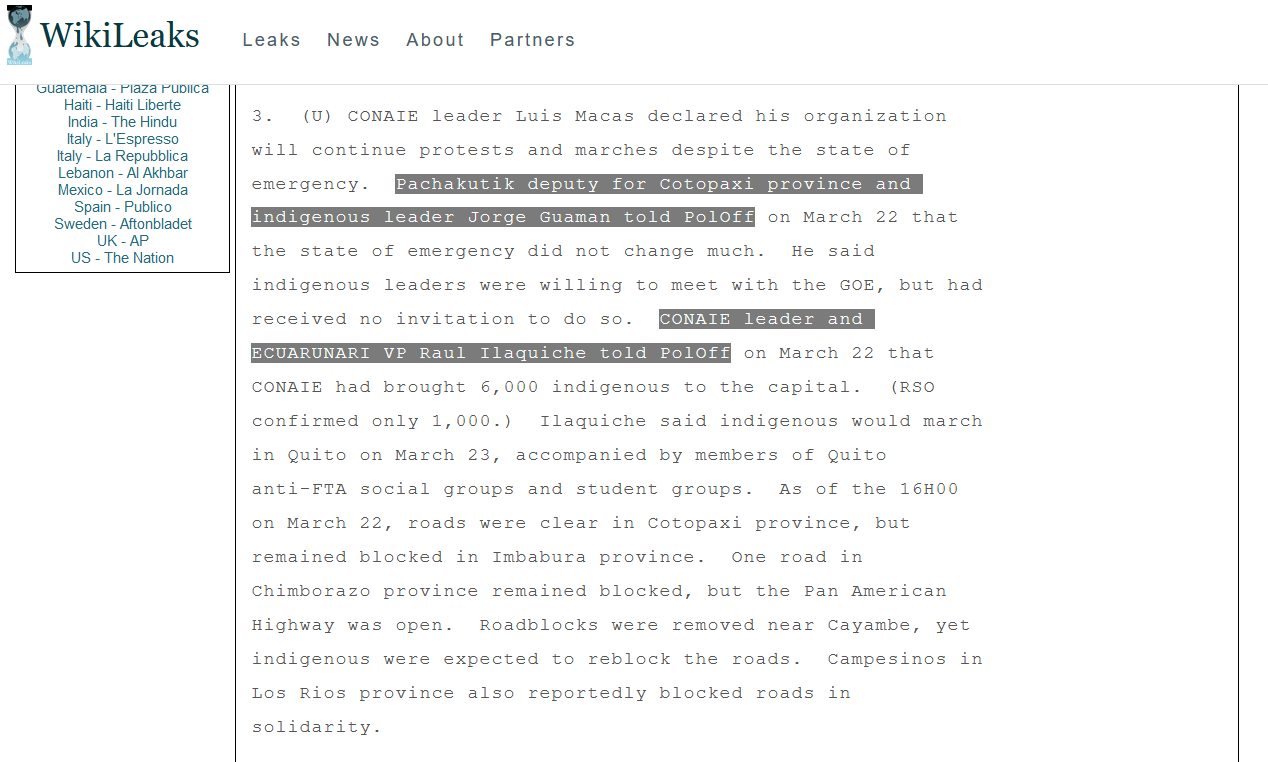 WikiLeaks
Leaks News About Partners
Guatemala - Plaza Publica
Haiti - Haiti Liberte
India - The Hindu
Italy - L'Espresso
Italy - La Repubblica
Lebanon - Al Akhbar
Mexico - La Jornada
Spain - Publico
Sweden - Aftonbladet
UK - AP
US - The Nation
3. (U) CONAIE leader Luis Macas declared his organization
will continue protests and marches despite the state of
emergency. Pachakutik deputy for Cotopaxi province and
indigenous leader Jorge Guaman told PolOff on March 22 that
the state of emergency did not change much. He said
indigenous leaders were willing to meet with the GOE, but had
received no invitation to do so. CONAIE leader and
ECUARUNARI VP Raul Ilaquiche told PolOff on March 22 that
CONAIE had brought 6,000 indigenous to the capital. (RSO
confirmed only 1,000.) Ilaquiche said indigenous would march
in Quito on March 23, accompanied by members of Quito
anti-FTA social groups and student groups. As of the 16H00
on March 22, roads were clear in Cotopaxi province, but
remained blocked in Imbabura province. One road in
Chimborazo province remained blocked, but the Pan American
Highway was open. Roadblocks were removed near Cayambe, yet
indigenous were expected to reblock the roads. Campesinos in
Los Rios province also reportedly blocked roads in
solidarity.